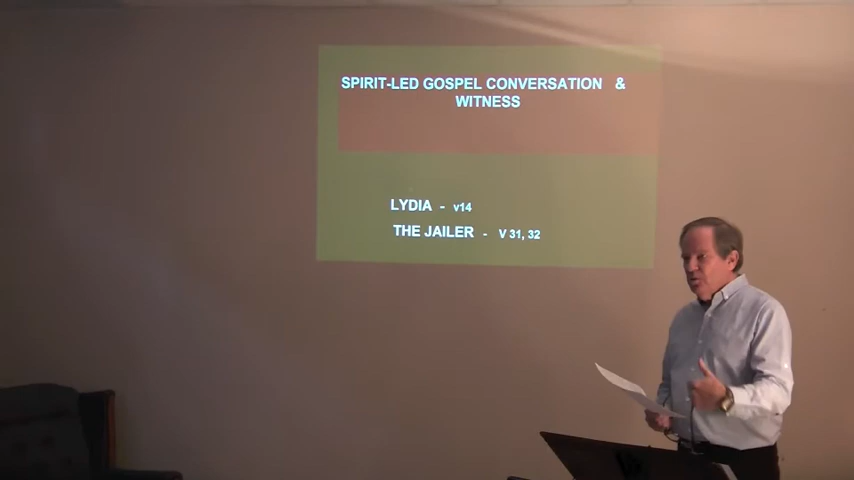 SPIRIT-LED GOSPEL CONVERSATION &
WITNESS
LYDIA - v14
THE JAILER - V 31, 32